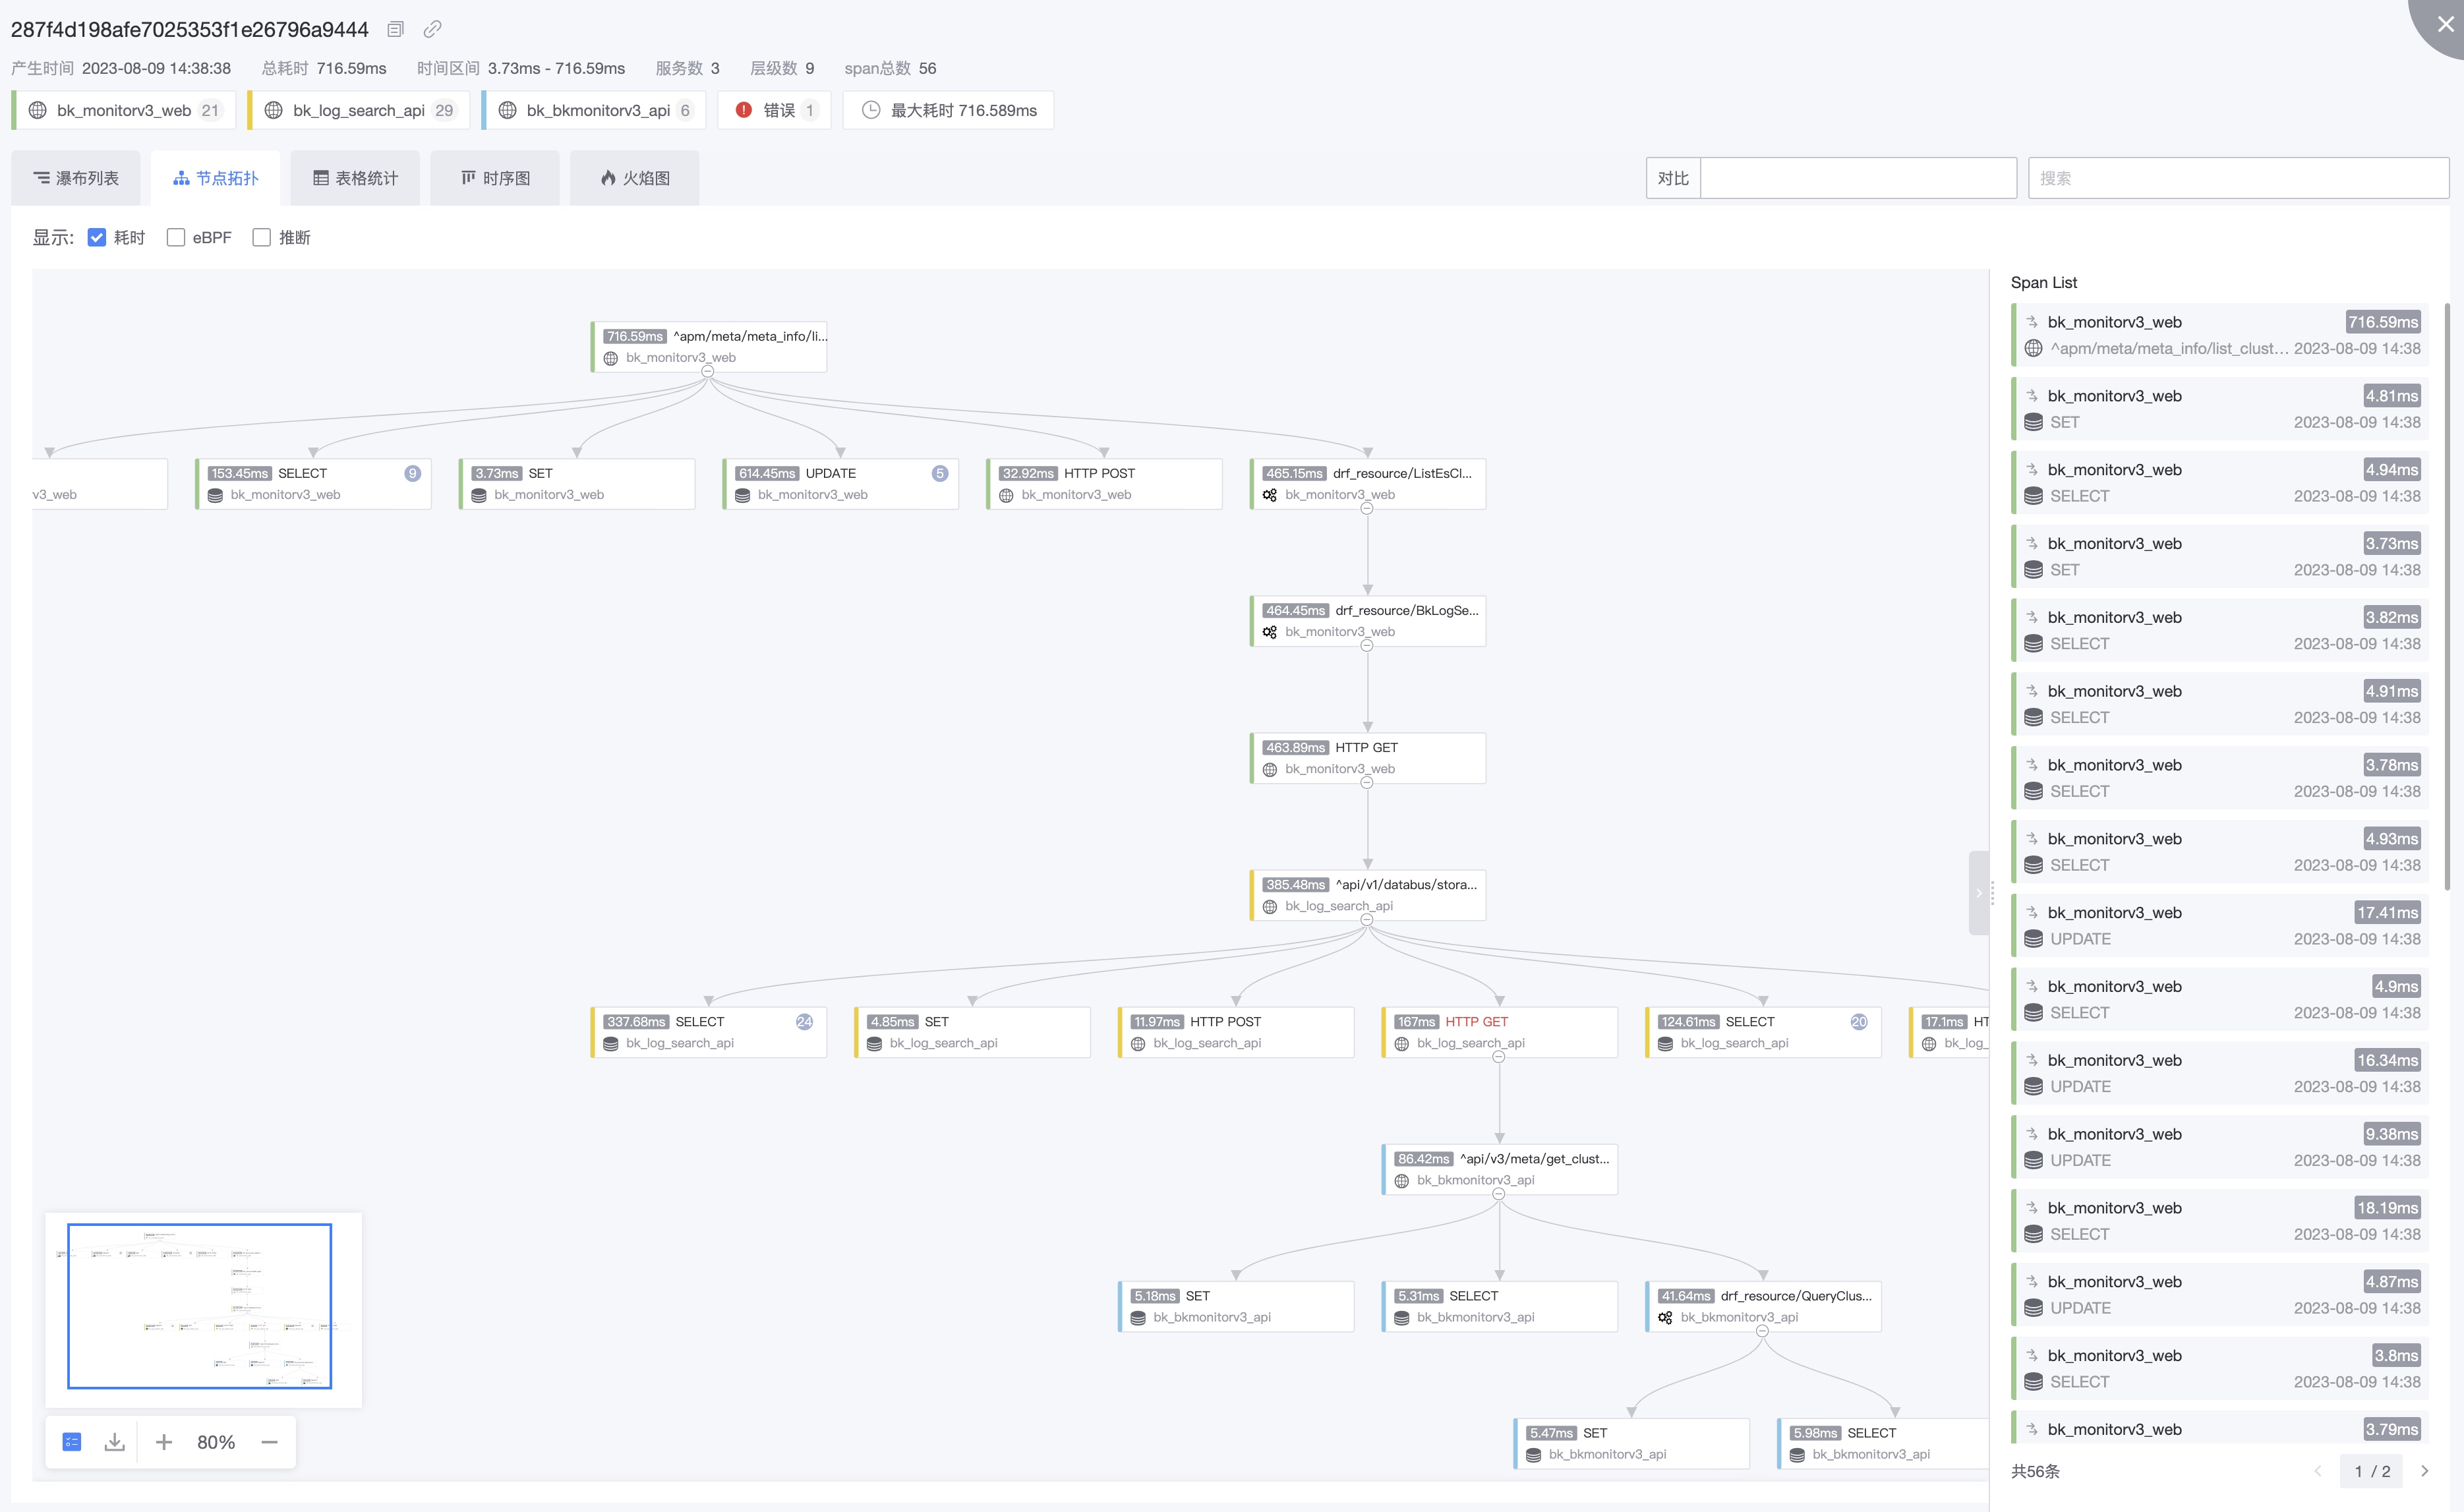 287f4d198afe7025353f1e26796a9444
产生时间 2023-08-09 14:38:38 总耗时 716.59ms 时间区间 3.73ms - 716.59ms 服务数 3 层级数 9 span总数 56
bk_monitorv3_web 21 bk_log_search_api 29 bk_bkmonitorv3_api 6 错误 1 最大耗时 716.589ms
瀑布列表 节点拓扑 表格统计 时序图 火焰图 对比 搜索
显示: 耗时 eBPF 推断
716.59ms ^apm/meta/meta_info/li...
bk_monitorv3_web
153.45ms SELECT 9 3.73ms SET 614.45ms UPDATE 5 32.92ms HTTP POST 465.15ms drf_resource/ListEsCl...
v3_web bk_monitorv3_web bk_monitorv3_web bk_monitorv3_web bk_monitorv3_web bk_monitorv3_web
464.45ms drf_resource/BkLogSe...
bk_monitorv3_web
463.89ms HTTP GET
bk_monitorv3_web
385.48ms ^api/v1/databus/stora...
bk_log_search_api
337.68ms SELECT 24 4.85ms SET 11.97ms HTTP POST 167ms HTTP GET 124.61ms SELECT 20 17.1ms HT
bk_log_search_api bk_log_search_api bk_log_search_api bk_log_search_api bk_log_search_api bk_log_
86.42ms ^api/v3/meta/get_clust...
bk_bkmonitorv3_api
5.18ms SET 5.31ms SELECT 41.64ms drf_resource/QueryClus...
bk_bkmonitorv3_api bk_bkmonitorv3_api bk_bkmonitorv3_api
5.47ms SET 5.98ms SELECT
bk_bkmonitorv3_api bk_bkmonitorv3_api
80%
Span List
bk_monitorv3_web 716.59ms
^apm/meta/meta_info/list_clust... 2023-08-09 14:38
bk_monitorv3_web 4.81ms
SET 2023-08-09 14:38
bk_monitorv3_web 4.94ms
SELECT 2023-08-09 14:38
bk_monitorv3_web 3.73ms
SET 2023-08-09 14:38
bk_monitorv3_web 3.82ms
SELECT 2023-08-09 14:38
bk_monitorv3_web 4.91ms
SELECT 2023-08-09 14:38
bk_monitorv3_web 3.78ms
SELECT 2023-08-09 14:38
bk_monitorv3_web 4.93ms
SELECT 2023-08-09 14:38
bk_monitorv3_web 17.41ms
UPDATE 2023-08-09 14:38
bk_monitorv3_web 4.9ms
SELECT 2023-08-09 14:38
bk_monitorv3_web 16.34ms
UPDATE 2023-08-09 14:38
bk_monitorv3_web 9.38ms
UPDATE 2023-08-09 14:38
bk_monitorv3_web 18.19ms
SELECT 2023-08-09 14:38
bk_monitorv3_web 4.87ms
UPDATE 2023-08-09 14:38
bk_monitorv3_web 3.8ms
SELECT 2023-08-09 14:38
bk_monitorv3_web 3.79ms
共56条 1 / 2